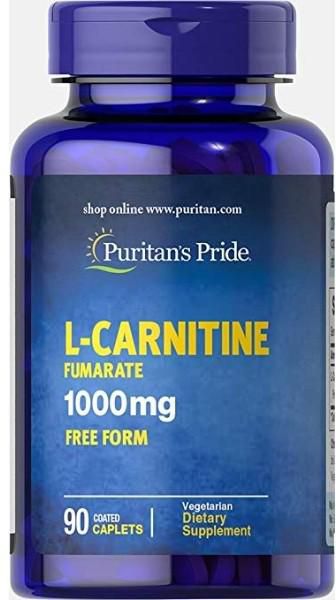 shop online www.puritan.com
Puritan's Pride
L-CARNITINE
FUMARATE
1000mg
FREE FORM
90 COATED CAPLETS
Vegetarian
Dietary
Supplement